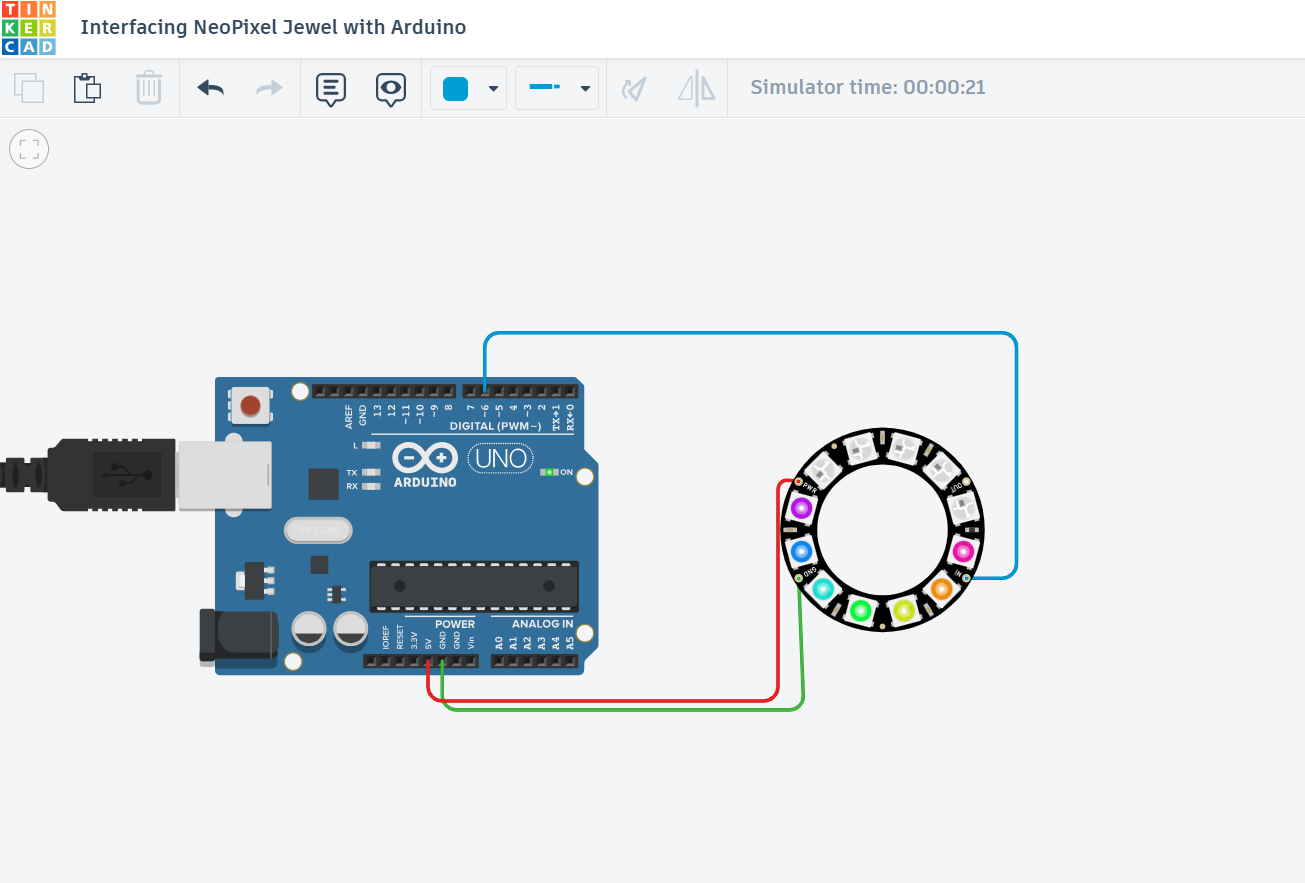 TIN
KER
CAD
Interfacing NeoPixel Jewel with Arduino
Simulator time: 00:00:21
AREF
GND
13
12
~11
~10
~9
8
7
~6
~5
4
~3
2
TX→1
RX←0
DIGITAL (PWM~)
L
TX
RX
ARDUINO
UNO
ON
POWER
ANALOG IN
IOREF
RESET
3.3V
5V
GND
GND
Vin
A0
A1
A2
A3
A4
A5
PWR
OUT
GND
IN